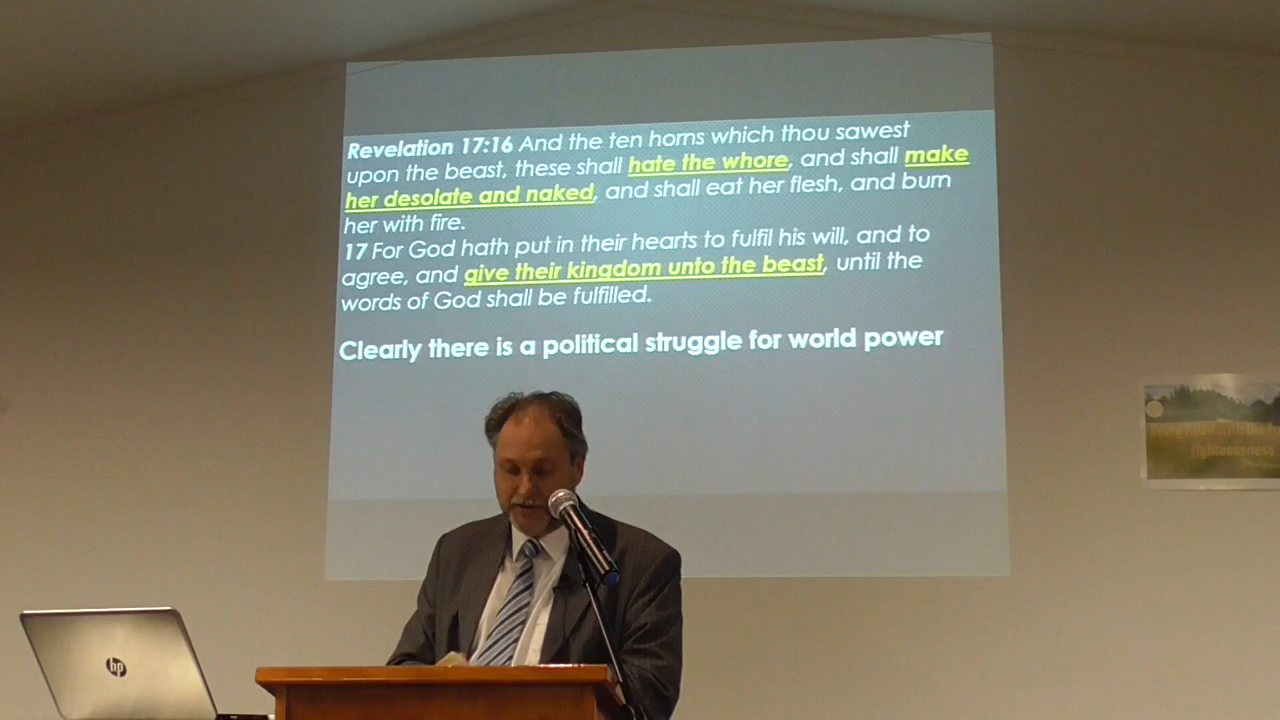 Revelation 17:16 And the ten horns which thou sawest
upon the beast, these shall hate the whore, and shall make
her desolate and naked, and shall eat her flesh, and burn
her with fire.
17 For God hath put in their hearts to fulfil his will, and to
agree, and give their kingdom unto the beast, until the
words of God shall be fulfilled.
Clearly there is a political struggle for world power
righteousness
hp